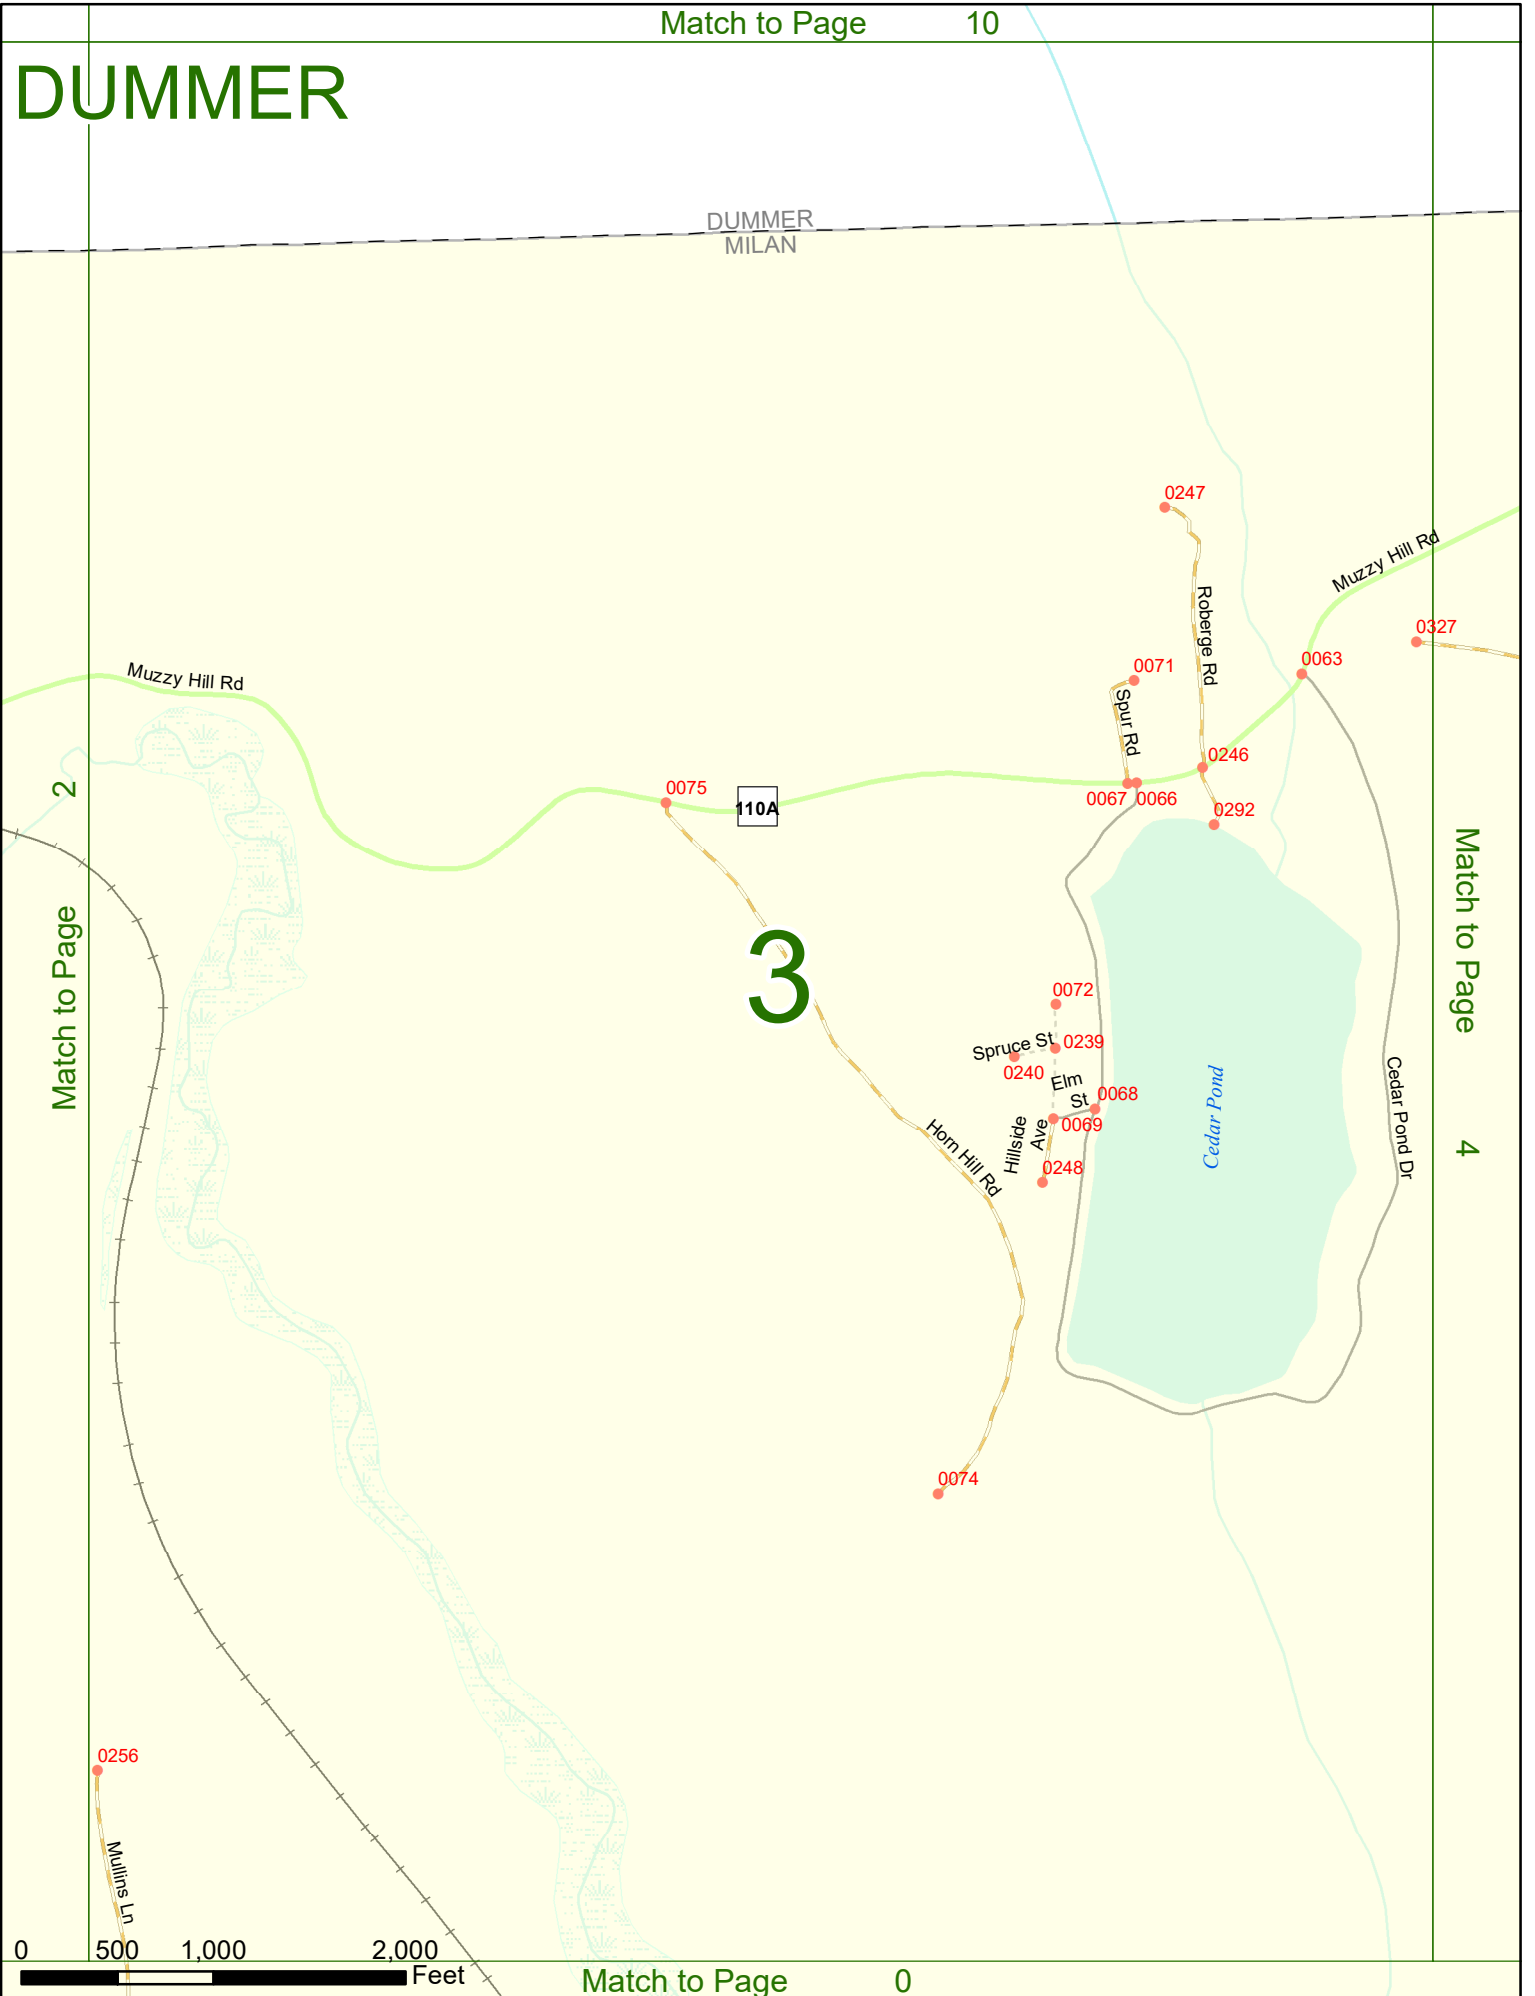 Match to Page 10
DUMMER
DUMMER
MILAN
0247
Muzzy Hill Rd
Roberge Rd
0327
0063
0071
Muzzy Hill Rd
Spur Rd
0246
0075
110A
0067
0066
0292
Match to Page 2
Match to Page 4
3
0072
Spruce St
0239
0240
Elm
St
0068
Hillside
Ave
0069
0248
Cedar Pond
Cedar Pond Dr
Horn Hill Rd
0074
0256
Mullins Ln
0 500 1,000 2,000
Feet
Match to Page 0